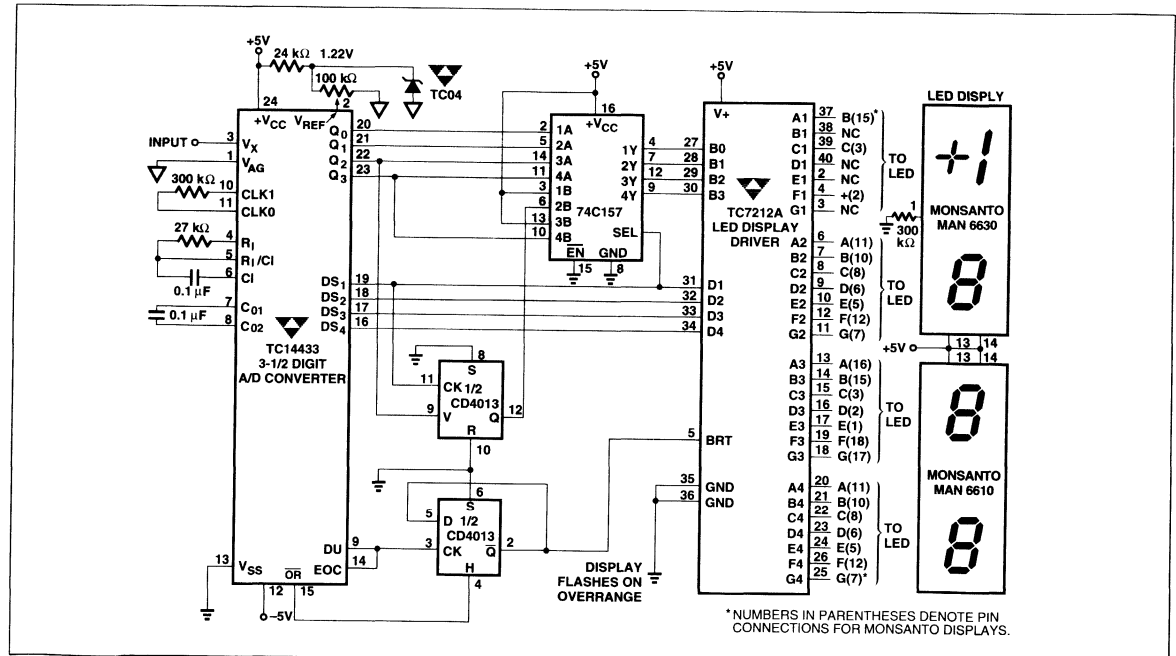 +5V
24 kΩ
1.22V
100 kΩ
TC04
24
2
+VCC
VREF
INPUT
3
VX
1
VAG
300 kΩ
10
CLK1
11
CLK0
27 kΩ
4
RI
5
RI/CI
6
CI
0.1 µF
7
C01
0.1 µF
8
C02
TC14433
3-1/2 DIGIT
A/D CONVERTER
Q0
20
Q1
21
Q2
22
Q3
23
DS1
19
DS2
18
DS3
17
DS4
16
DU
9
EOC
14
13
VSS
OR
12
15
–5V
+5V
16
+VCC
2
1A
5
2A
14
3A
11
4A
3
1B
6
2B
13
3B
10
4B
1Y
4
2Y
7
3Y
12
4Y
9
74C157
SEL
EN
GND
15
8
8
S
11
CK 1/2
CD4013
9
V
Q
12
R
10
6
S
5
D
1/2
CD4013
3
CK
Q
2
H
4
+5V
V+
27
B0
28
B1
29
B2
30
B3
TC7212A
LED DISPLAY
DRIVER
31
D1
32
D2
33
D3
34
D4
5
BRT
35
GND
36
GND
DISPLAY
FLASHES ON
OVERRANGE
A1 37 B(15)*
B1 38 NC
C1 39 C(3)
D1 40 NC
E1 2 NC
F1 4 +(2)
G1 3 NC
TO
LED
A2 6 A(11)
B2 7 B(10)
C2 8 C(8)
D2 9 D(6)
E2 10 E(5)
F2 12 F(12)
G2 11 G(7)
TO
LED
A3 13 A(16)
B3 14 B(15)
C3 15 C(3)
D3 16 D(2)
E3 17 E(1)
F3 19 F(18)
G3 18 G(17)
TO
LED
A4 20 A(11)
B4 21 B(10)
C4 22 C(8)
D4 23 D(6)
E4 24 E(5)
F4 26 F(12)
G4 25 G(7)*
TO
LED
LED DISPLY
+1
1
300
kΩ
MONSANTO
MAN 6630
8
+5V
13
14
13
14
8
MONSANTO
MAN 6610
8
*NUMBERS IN PARENTHESES DENOTE PIN
CONNECTIONS FOR MONSANTO DISPLAYS.